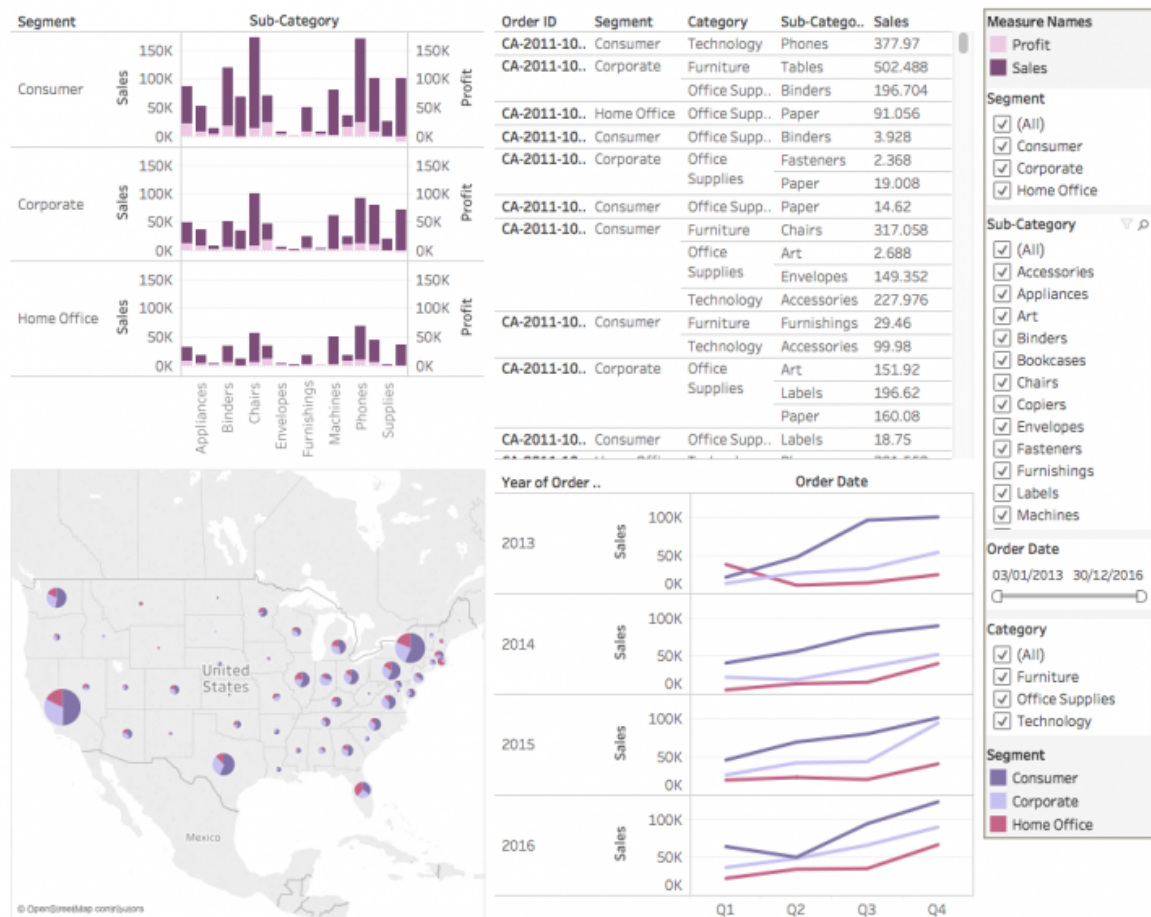 Segment
Sub-Category
Consumer
Sales
150K
100K
50K
0K
150K
100K
50K
0K
Profit
Corporate
Sales
150K
100K
50K
0K
150K
100K
50K
0K
Profit
Home Office
Sales
150K
100K
50K
0K
150K
100K
50K
0K
Profit
Appliances
Binders
Chairs
Envelopes
Furnishings
Machines
Phones
Supplies
Order ID Segment Category Sub-Catego.. Sales
CA-2011-10.. Consumer Technology Phones 377.97
CA-2011-10.. Corporate Furniture Tables 502.488
Office Supp.. Binders 196.704
CA-2011-10.. Home Office Office Supp.. Paper 91.056
CA-2011-10.. Consumer Office Supp.. Binders 3.928
CA-2011-10.. Corporate Office Supplies Fasteners 2.368
Paper 19.008
CA-2011-10.. Consumer Office Supp.. Paper 14.62
CA-2011-10.. Consumer Furniture Chairs 317.058
Office Supplies Art 2.688
Envelopes 149.352
Technology Accessories 227.976
CA-2011-10.. Consumer Furniture Furnishings 29.46
Technology Accessories 99.98
CA-2011-10.. Corporate Office Supplies Art 151.92
Labels 196.62
Paper 160.08
CA-2011-10.. Consumer Office Supp.. Labels 18.75
Measure Names
Profit
Sales
Segment
(All)
Consumer
Corporate
Home Office
Sub-Category
(All)
Accessories
Appliances
Art
Binders
Bookcases
Chairs
Copiers
Envelopes
Fasteners
Furnishings
Labels
Machines
Order Date
03/01/2013 30/12/2016
Category
(All)
Furniture
Office Supplies
Technology
Segment
Consumer
Corporate
Home Office
United
States
Mexico
© OpenStreetMap contributors
Year of Order ..
Order Date
2013
Sales
100K
50K
0K
2014
Sales
100K
50K
0K
2015
Sales
100K
50K
0K
2016
Sales
100K
50K
0K
Q1 Q2 Q3 Q4